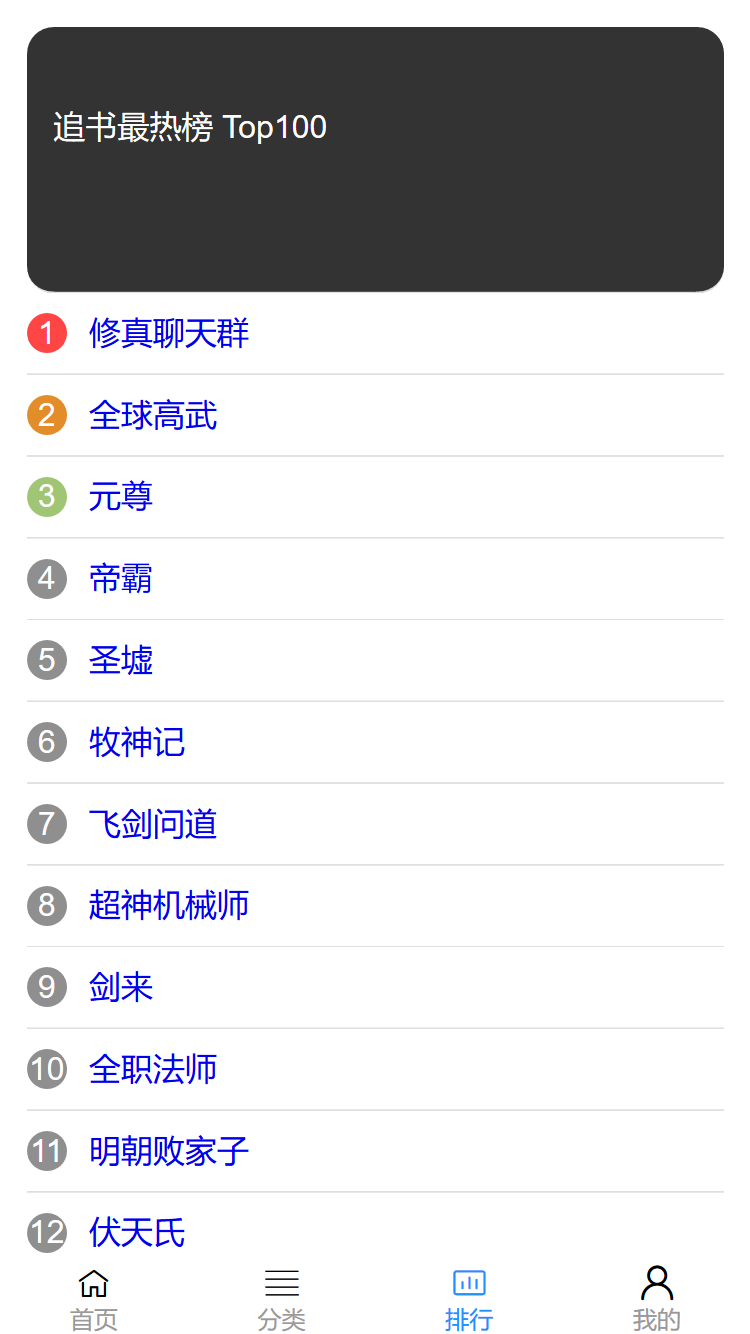 追书最热榜 Top100
1 修真聊天群
2 全球高武
3 元尊
4 帝霸
5 圣墟
6 牧神记
7 飞剑问道
8 超神机械师
9 剑来
10 全职法师
11 明朝败家子
12 伏天氏
首页 分类 排行 我的